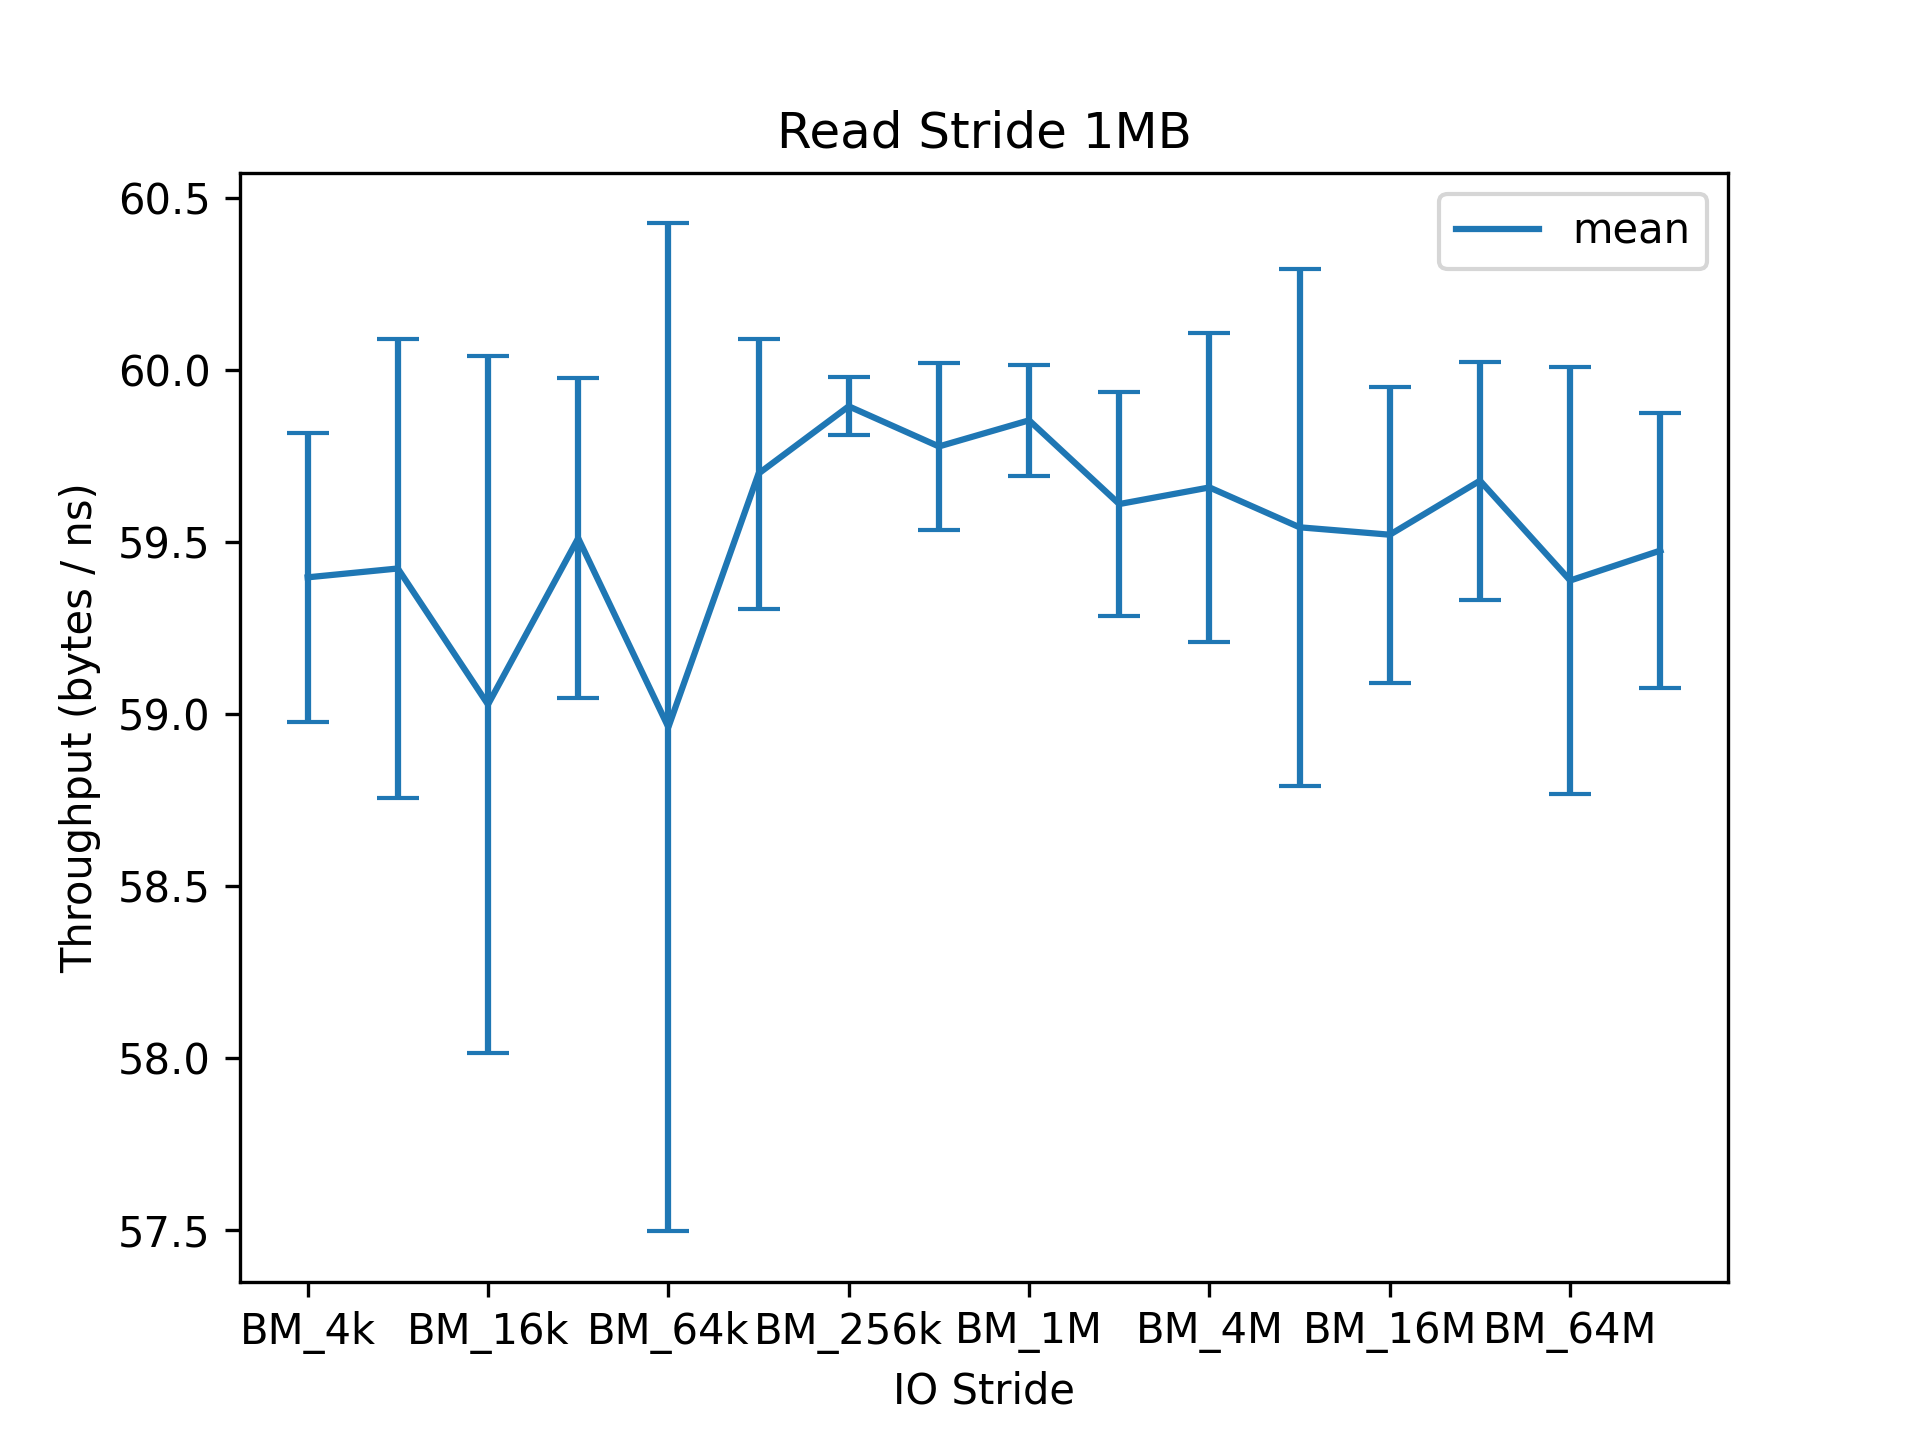 Read Stride 1MB
mean
60.5
60.0
59.5
59.0
58.5
58.0
57.5
Throughput (bytes / ns)
BM_4k BM_16k BM_64k BM_256k BM_1M BM_4M BM_16M BM_64M
IO Stride